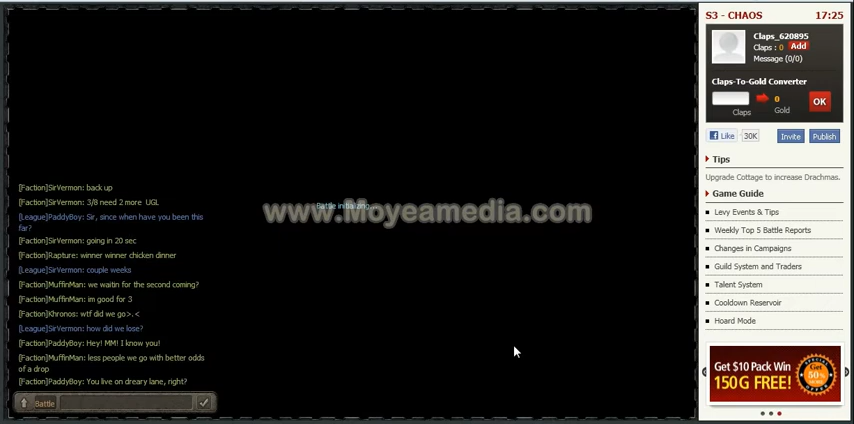 [Faction]SirVermon: back up
[Faction]SirVermon: 3/8 need 2 more UGL
[League]PaddyBoy: Sir, since when have you been this
far?
[Faction]SirVermon: going in 20 sec
[Faction]Rapture: winner winner chicken dinner
[League]SirVermon: couple weeks
[Faction]MuffinMan: we waitin for the second coming?
[Faction]MuffinMan: im good for 3
[Faction]Khronos: wtf did we go>.<
[League]SirVermon: how did we lose?
[Faction]PaddyBoy: Hey! MM! I know you!
[Faction]MuffinMan: less people we go with better odds
of a drop
[Faction]PaddyBoy: You live on dreary lane, right?
Battle
Battle initializing...
www.Moyeamedia.com
S3 - CHAOS 17:25
Claps_620895
Claps : 0 Add
Message (0/0)
Claps-To-Gold Converter
0 OK
Claps Gold
Like 30K Invite Publish
Tips
Upgrade Cottage to increase Drachmas.
Game Guide
Levy Events & Tips
Weekly Top 5 Battle Reports
Changes in Campaigns
Guild System and Traders
Talent System
Cooldown Reservoir
Hoard Mode
Get $10 Pack Win
150G FREE!
Get
50%